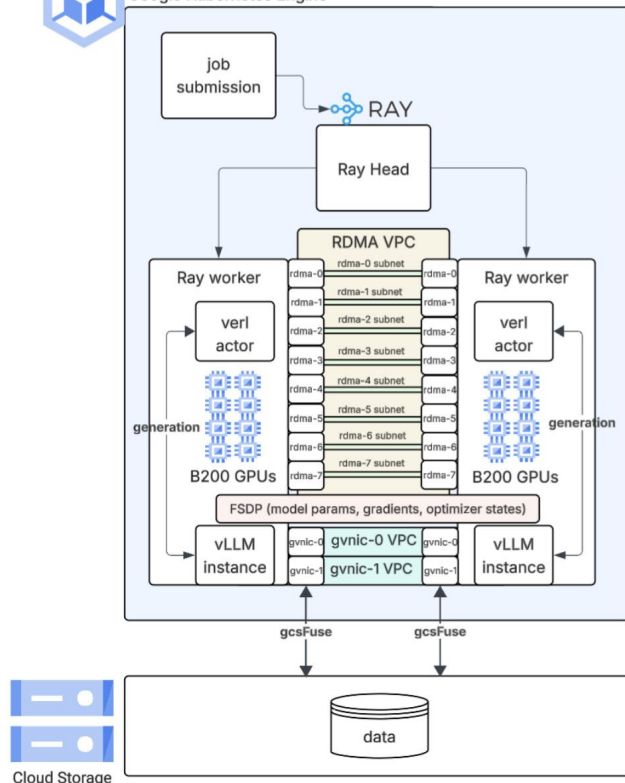 Google Kubernetes Engine
job
submission
RAY
Ray Head
RDMA VPC
Ray worker
rdma-0
rdma-0 subnet
rdma-0
Ray worker
rdma-1
rdma-1 subnet
rdma-1
verl
actor
rdma-2
rdma-2 subnet
rdma-2
verl
actor
rdma-3
rdma-3 subnet
rdma-3
rdma-4
rdma-4 subnet
rdma-4
generation
rdma-5
rdma-5 subnet
rdma-5
generation
rdma-6
rdma-6 subnet
rdma-6
B200 GPUs
rdma-7
rdma-7 subnet
rdma-7
B200 GPUs
FSDP (model params, gradients, optimizer states)
vLLM
instance
gvnic-0
gvnic-0 VPC
gvnic-0
vLLM
instance
gvnic-1
gvnic-1 VPC
gvnic-1
gcsFuse
gcsFuse
data
Cloud Storage